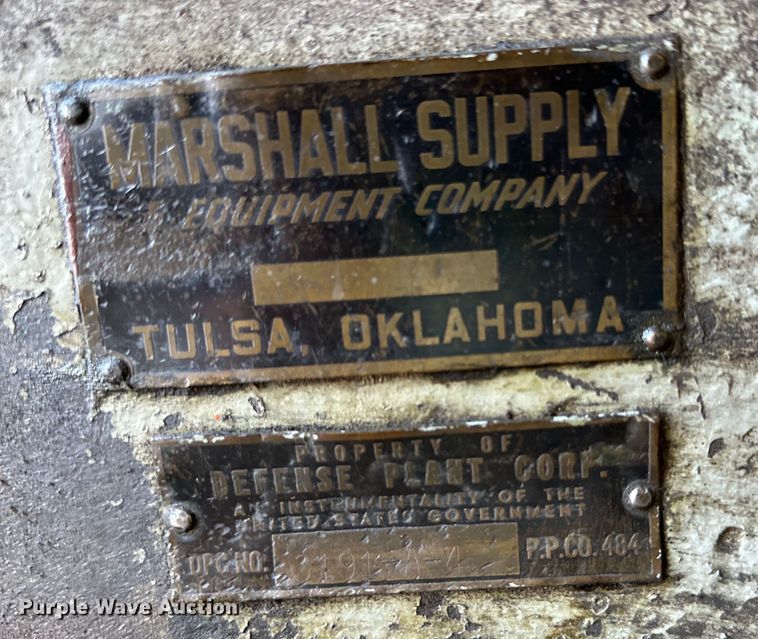 MARSHALL SUPPLY
& EQUIPMENT COMPANY
TULSA, OKLAHOMA
PROPERTY OF
DEFENSE PLANT CORP.
AN INSTRUMENTALITY OF THE
UNITED STATES GOVERNMENT
DPC NO. P.P.CO. 484
Purple Wave Auction